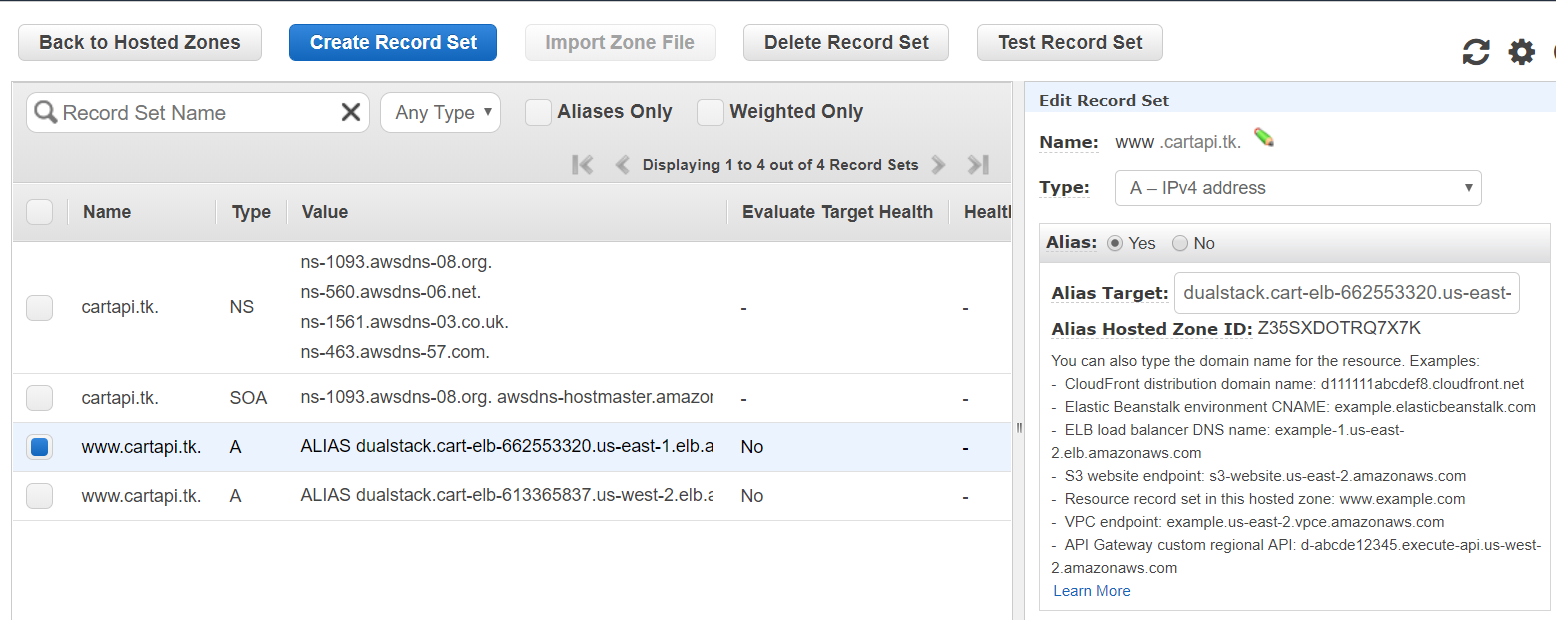 Back to Hosted Zones Create Record Set Import Zone File Delete Record Set Test Record Set
Record Set Name Any Type Aliases Only Weighted Only
Displaying 1 to 4 out of 4 Record Sets
Name Type Value Evaluate Target Health Health
cartapi.tk. NS ns-1093.awsdns-08.org.
ns-560.awsdns-06.net.
ns-1561.awsdns-03.co.uk.
ns-463.awsdns-57.com. - -
cartapi.tk. SOA ns-1093.awsdns-08.org. awsdns-hostmaster.amazon - -
www.cartapi.tk. A ALIAS dualstack.cart-elb-662553320.us-east-1.elb.a No -
www.cartapi.tk. A ALIAS dualstack.cart-elb-613365837.us-west-2.elb.a No -
Edit Record Set
Name: www .cartapi.tk.
Type: A – IPv4 address
Alias: Yes No
Alias Target: dualstack.cart-elb-662553320.us-east-
Alias Hosted Zone ID: Z35SXDOTRQ7X7K
You can also type the domain name for the resource. Examples:
- CloudFront distribution domain name: d111111abcdef8.cloudfront.net
- Elastic Beanstalk environment CNAME: example.elasticbeanstalk.com
- ELB load balancer DNS name: example-1.us-east-
2.elb.amazonaws.com
- S3 website endpoint: s3-website.us-east-2.amazonaws.com
- Resource record set in this hosted zone: www.example.com
- VPC endpoint: example.us-east-2.vpce.amazonaws.com
- API Gateway custom regional API: d-abcde12345.execute-api.us-west-
2.amazonaws.com
Learn More